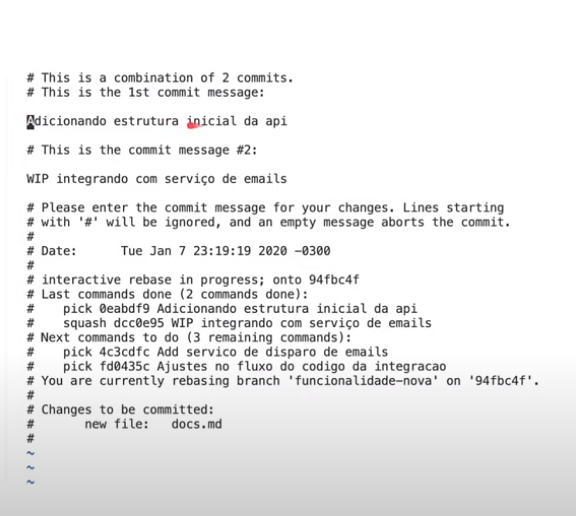 # This is a combination of 2 commits.
# This is the 1st commit message:
Adicionando estrutura inicial da api
# This is the commit message #2:
WIP integrando com serviço de emails
# Please enter the commit message for your changes. Lines starting
# with '#' will be ignored, and an empty message aborts the commit.
#
# Date:      Tue Jan 7 23:19:19 2020 -0300
#
# interactive rebase in progress; onto 94fbc4f
# Last commands done (2 commands done):
#    pick 0eabdf9 Adicionando estrutura inicial da api
#    squash dcc0e95 WIP integrando com serviço de emails
# Next commands to do (3 remaining commands):
#    pick 4c3cdfc Add servico de disparo de emails
#    pick fd0435c Ajustes no fluxo do codigo da integracao
# You are currently rebasing branch 'funcionalidade-nova' on '94fbc4f'.
#
# Changes to be committed:
#       new file:   docs.md
#
~
~
~